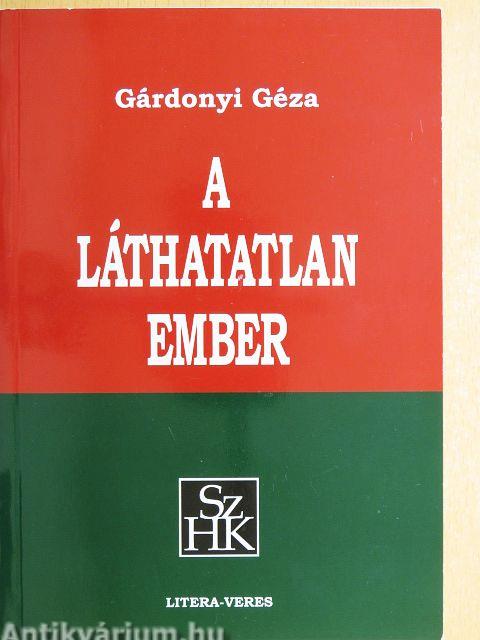 Gárdonyi Géza
A
LÁTHATATLAN
EMBER
Sz
HK
LITERA-VERES
Antikvárium.hu